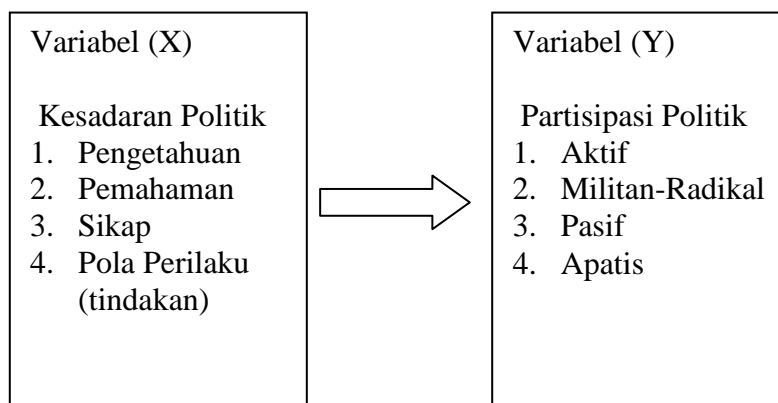 Variabel (X)
Kesadaran Politik
1. Pengetahuan
2. Pemahaman
3. Sikap
4. Pola Perilaku
(tindakan)
Variabel (Y)
Partisipasi Politik
1. Aktif
2. Militan-Radikal
3. Pasif
4. Apatis